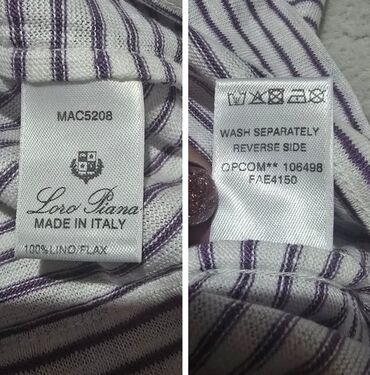 MAC5208
Loro Piana
MADE IN ITALY
100% LINO/FLAX
WASH SEPARATELY
REVERSE SIDE
OPCOM** 106498
FAE4150